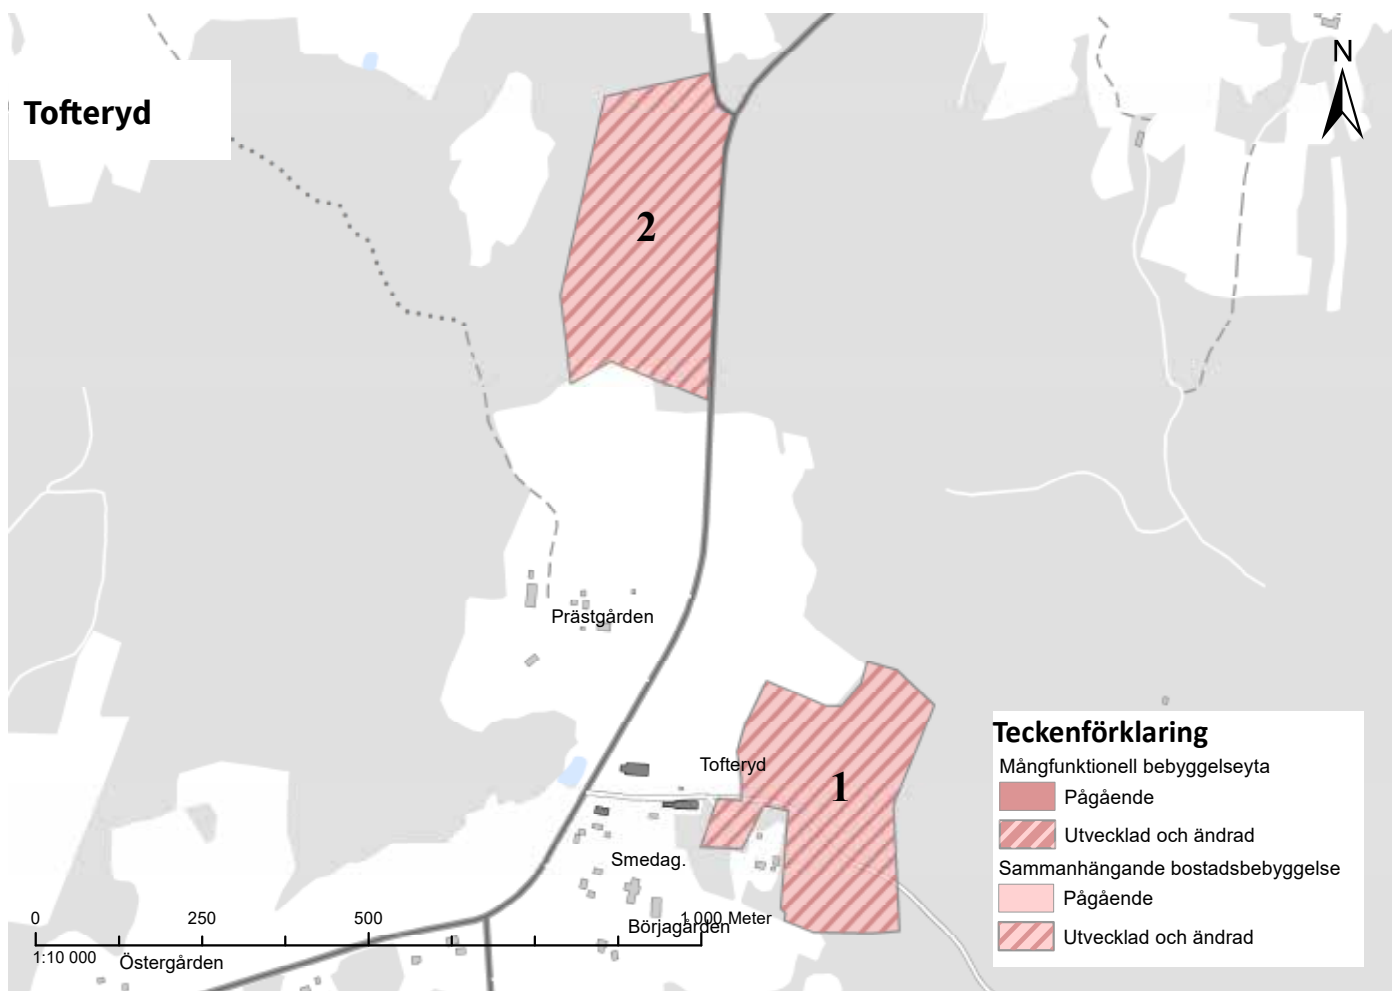 N
Tofteryd
2
Prästgården
Tofteryd
1
Smedag.
Börjagården
Östergården
0
250
500
1 000 Meter
1:10 000
Teckenförklaring
Mångfunktionell bebyggelseyta
Pågående
Utvecklad och ändrad
Sammanhängande bostadsbebyggelse
Pågående
Utvecklad och ändrad